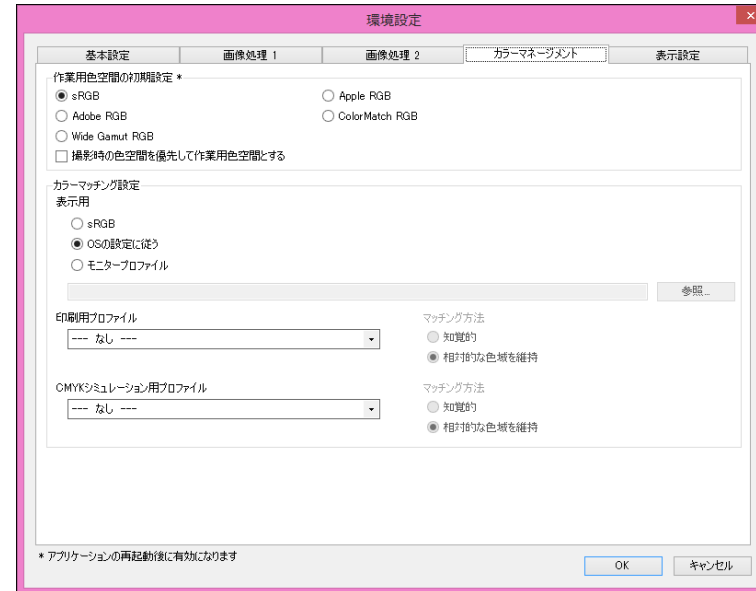 環境設定
基本設定 画像処理 1 画像処理 2 カラーマネージメント 表示設定
作業用色空間の初期設定 *
sRGB Apple RGB
Adobe RGB ColorMatch RGB
Wide Gamut RGB
撮影時の色空間を優先して作業用色空間とする
カラーマッチング設定
表示用
sRGB
OSの設定に従う
モニタープロファイル
参照...
印刷用プロファイル マッチング方法
--- なし --- 知覚的
相対的な色域を維持
CMYKシミュレーション用プロファイル マッチング方法
--- なし --- 知覚的
相対的な色域を維持
* アプリケーションの再起動後に有効になります
OK キャンセル